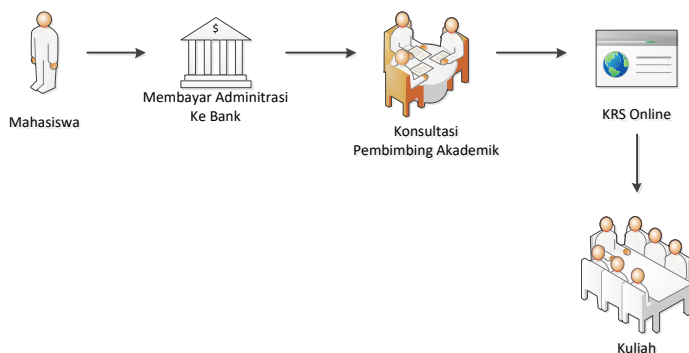 $
Mahasiswa
Membayar Adminitrasi
Ke Bank
Konsultasi
Pembimbing Akademik
KRS Online
Kuliah